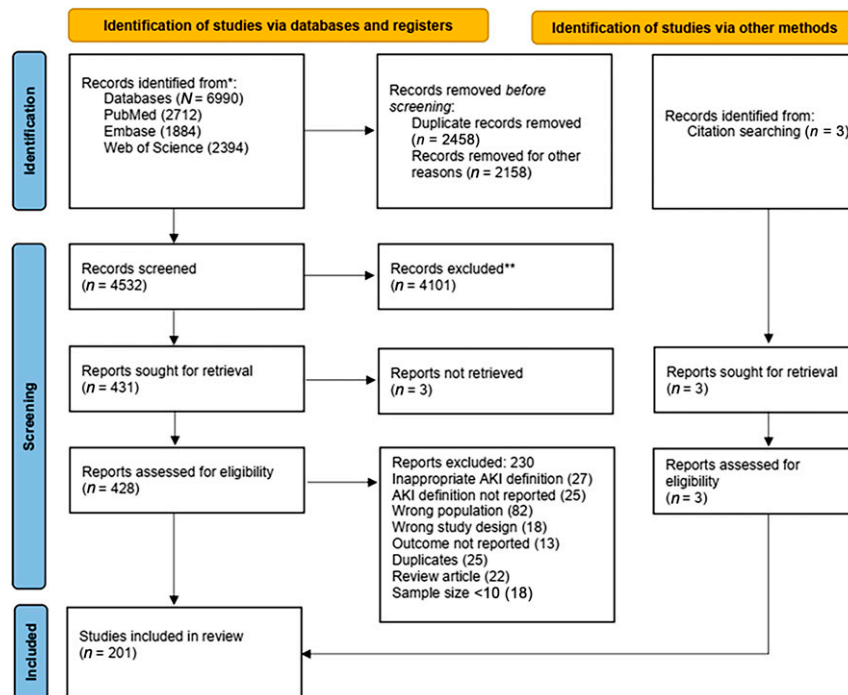 Identification of studies via databases and registers
Identification of studies via other methods
Identification
Records identified from*:
Databases (N = 6990)
PubMed (2712)
Embase (1884)
Web of Science (2394)
Records removed before
screening:
Duplicate records removed
(n = 2458)
Records removed for other
reasons (n = 2158)
Records identified from:
Citation searching (n = 3)
Screening
Records screened
(n = 4532)
Records excluded**
(n = 4101)
Reports sought for retrieval
(n = 431)
Reports not retrieved
(n = 3)
Reports sought for retrieval
(n = 3)
Reports assessed for eligibility
(n = 428)
Reports excluded: 230
Inappropriate AKI definition (27)
AKI definition not reported (25)
Wrong population (82)
Wrong study design (18)
Outcome not reported (13)
Duplicates (25)
Review article (22)
Sample size <10 (18)
Reports assessed for
eligibility
(n = 3)
Included
Studies included in review
(n = 201)